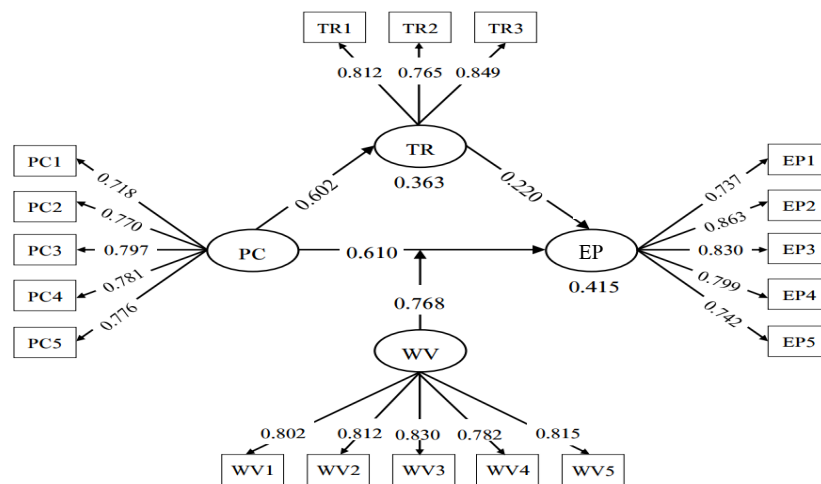 TR1 TR2 TR3
0.812 0.765 0.849
TR
0.363
PC1
PC2
PC3
PC4
PC5
0.718
0.770
0.797
0.781
0.776
PC
0.602
0.220
0.610
EP
0.415
0.737
0.863
0.830
0.799
0.742
EP1
EP2
EP3
EP4
EP5
0.768
WV
0.802 0.812 0.830 0.782 0.815
WV1 WV2 WV3 WV4 WV5